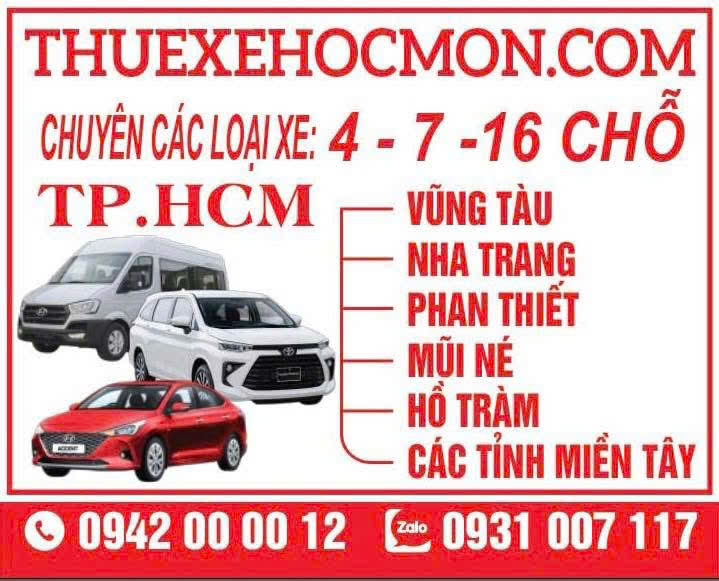 THUEXEHOCMON.COM
CHUYÊN CÁC LOẠI XE: 4 - 7 -16 CHỖ
TP.HCM
VŨNG TÀU
NHA TRANG
PHAN THIẾT
MŨI NÉ
HỒ TRÀM
CÁC TỈNH MIỀN TÂY
ACCENT
0942 00 00 12
Zalo 0931 007 117